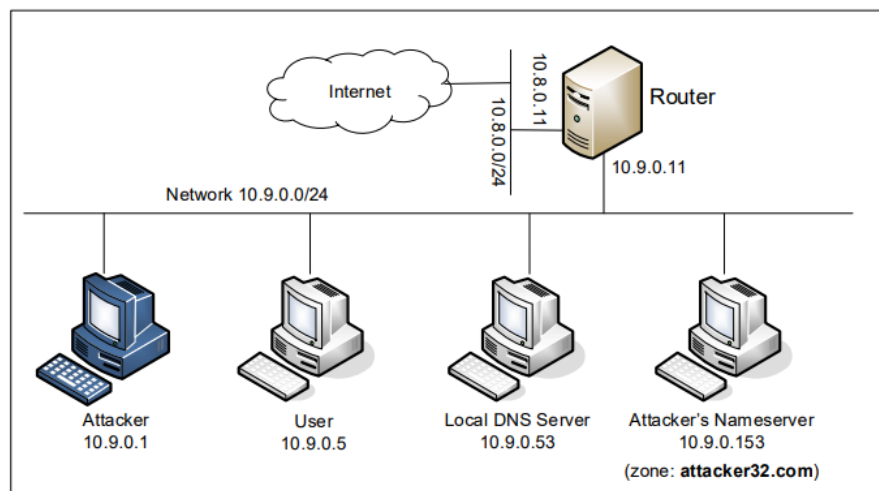 Internet
10.8.0.11
10.8.0.0/24
Router
10.9.0.11
Network 10.9.0.0/24
Attacker
10.9.0.1
User
10.9.0.5
Local DNS Server
10.9.0.53
Attacker's Nameserver
10.9.0.153
(zone: attacker32.com)